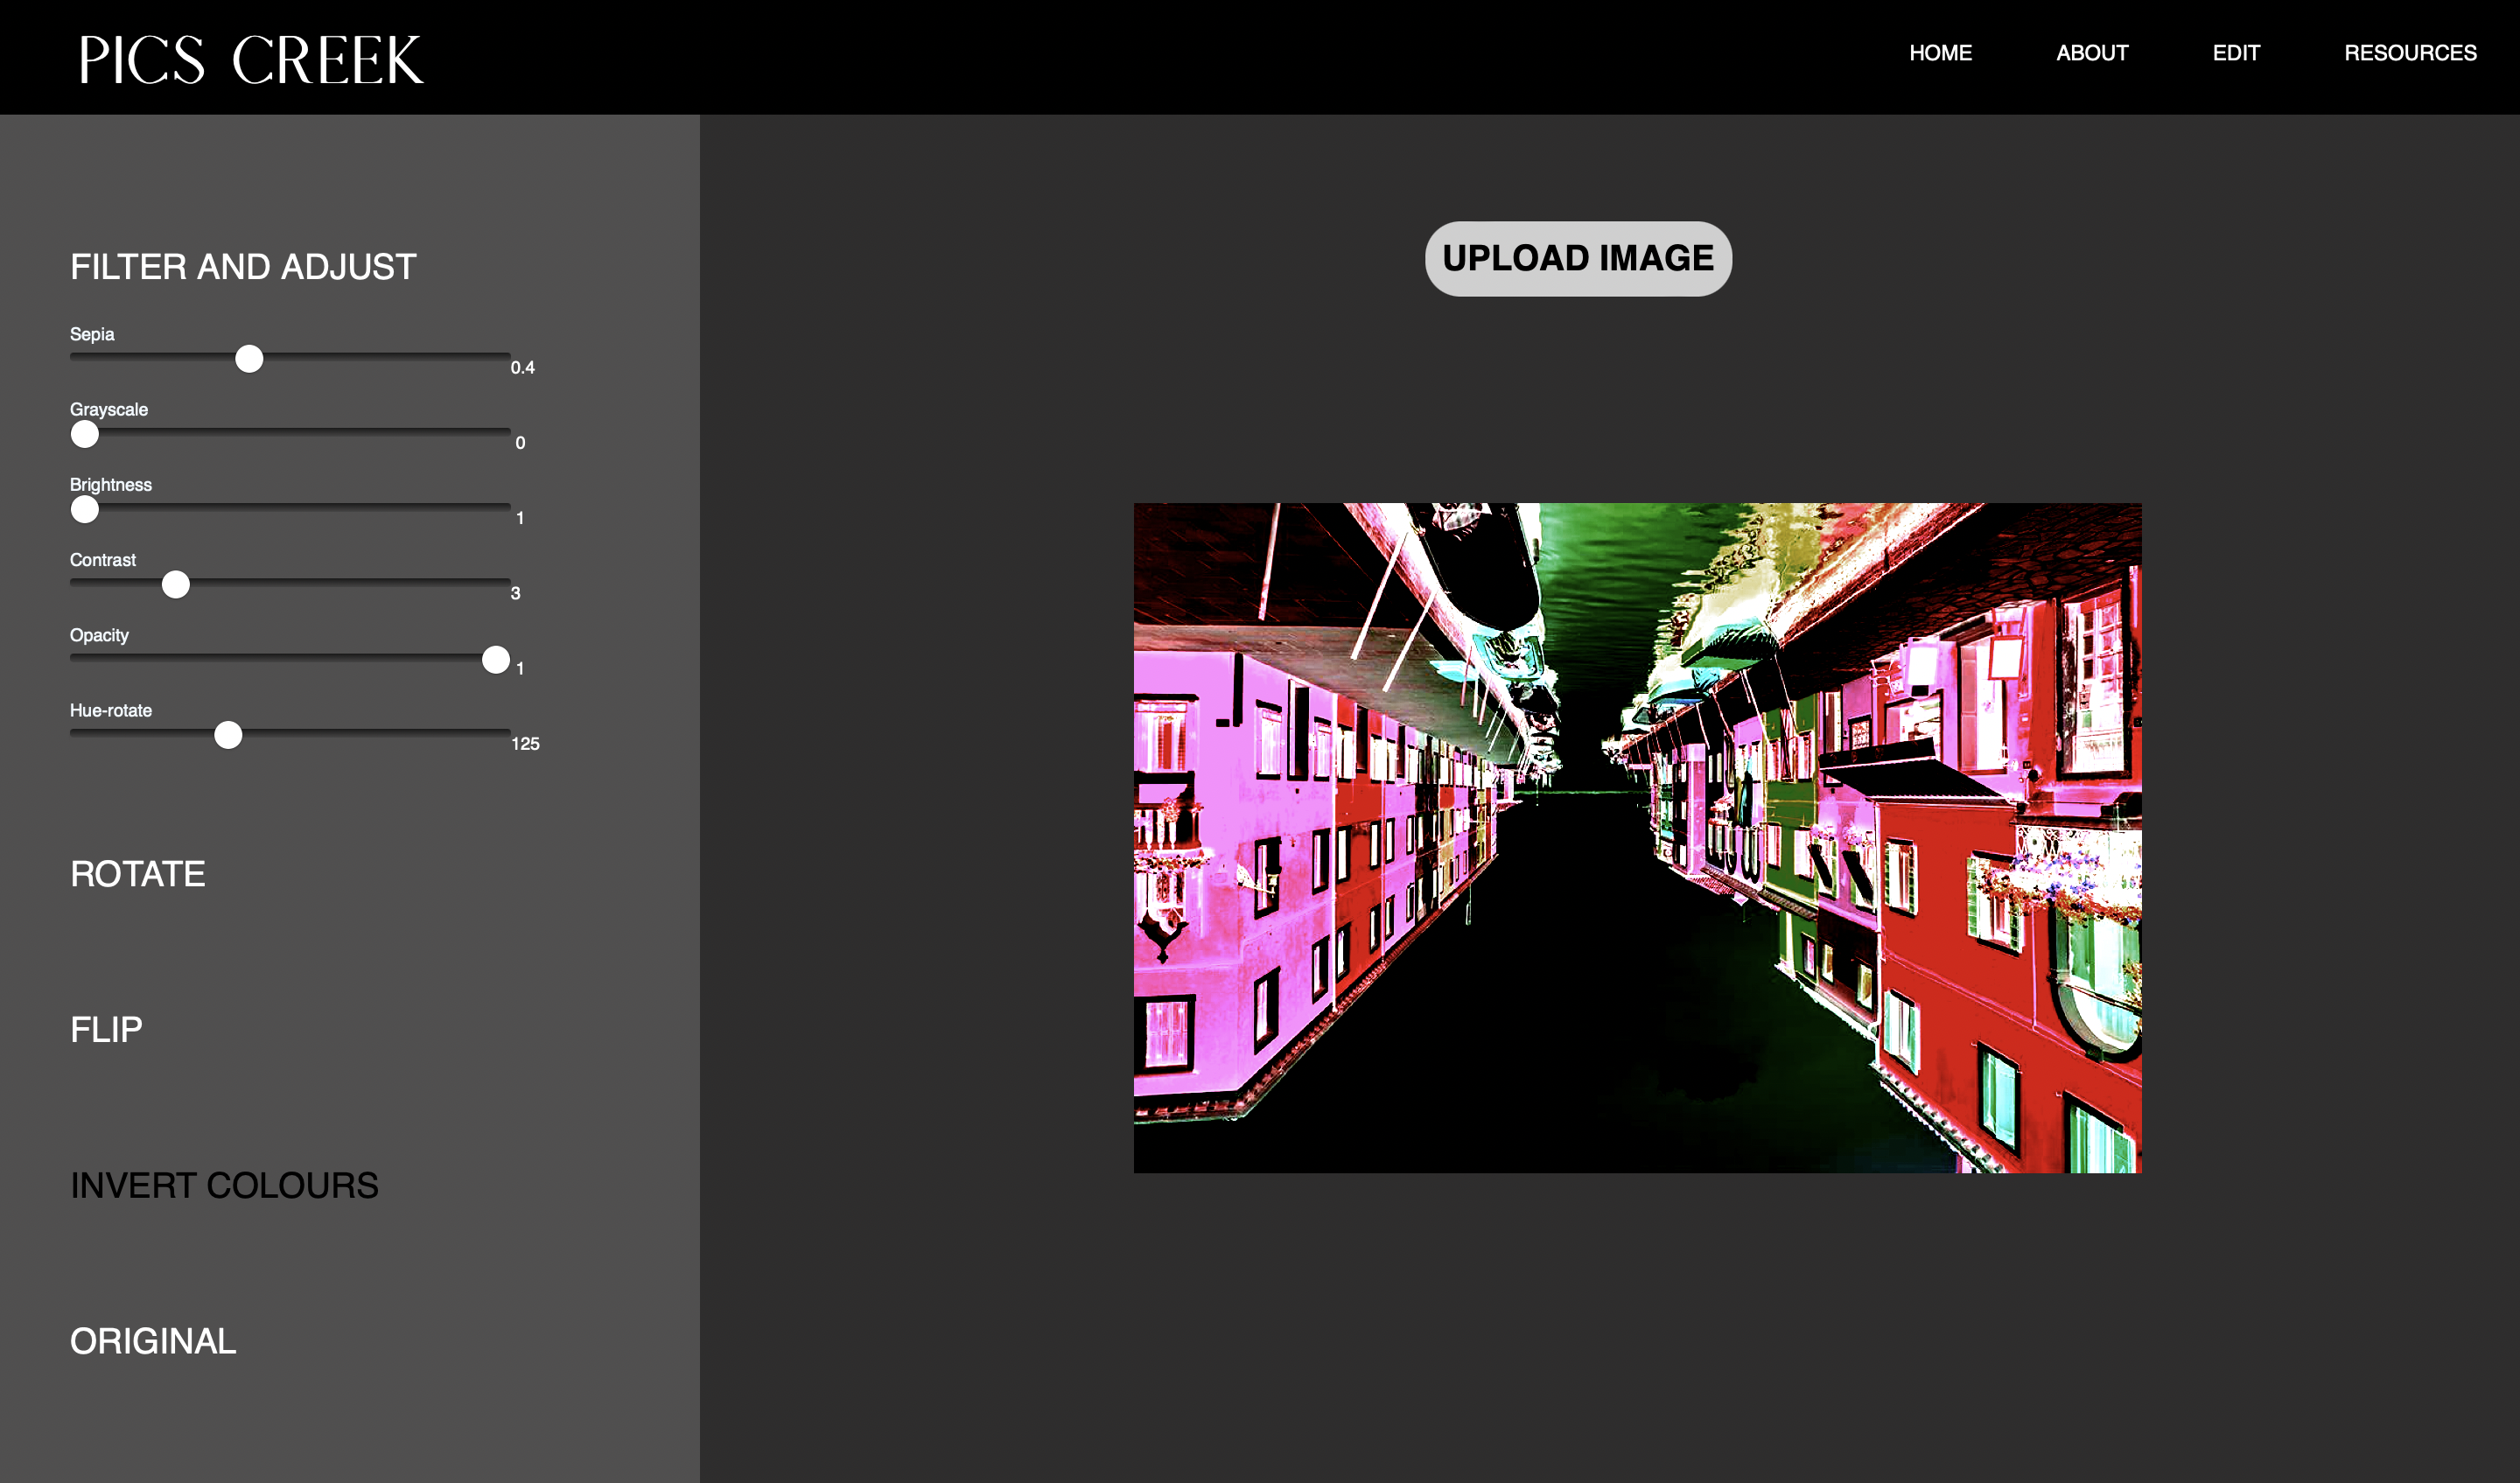 PICS CREEK
HOME ABOUT EDIT RESOURCES
UPLOAD IMAGE
FILTER AND ADJUST
Sepia
0.4
Grayscale
0
Brightness
1
Contrast
3
Opacity
1
Hue-rotate
125
ROTATE
FLIP
INVERT COLOURS
ORIGINAL